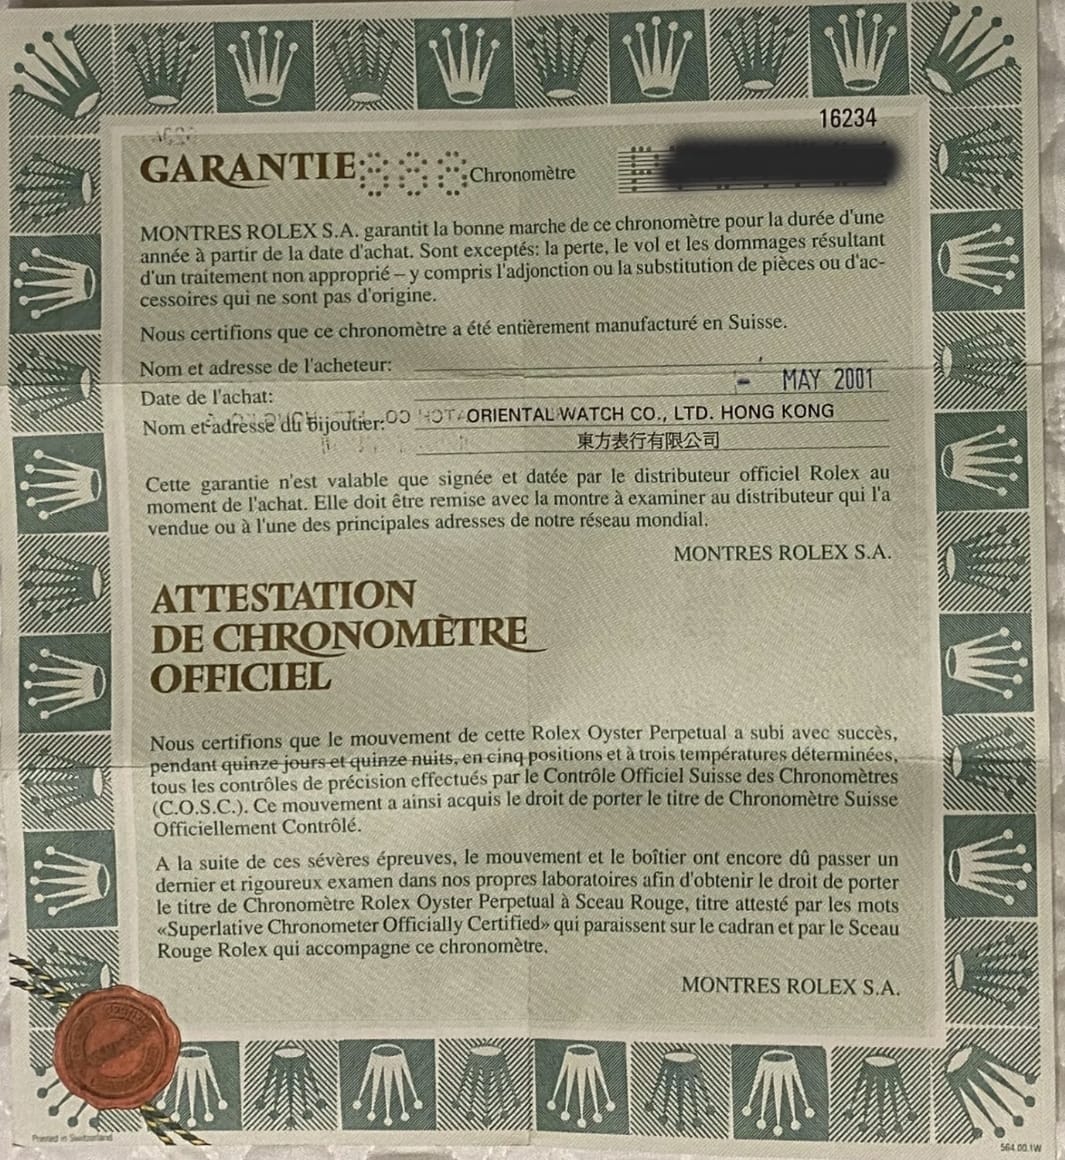 16234
GARANTIE 888 Chronomètre
MONTRES ROLEX S.A. garantit la bonne marche de ce chronomètre pour la durée d'une
année à partir de la date d'achat. Sont exceptés: la perte, le vol et les dommages résultant
d'un traitement non approprié – y compris l'adjonction ou la substitution de pièces ou d'ac-
cessoires qui ne sont pas d'origine.
Nous certifions que ce chronomètre a été entièrement manufacturé en Suisse.
Nom et adresse de l'acheteur:
- MAY 2001
Date de l'achat:
Nom et adresse du bijoutier: ORIENTAL WATCH CO., LTD. HONG KONG
東方表行有限公司
Cette garantie n'est valable que signée et datée par le distributeur officiel Rolex au
moment de l'achat. Elle doit être remise avec la montre à examiner au distributeur qui l'a
vendue ou à l'une des principales adresses de notre réseau mondial.
MONTRES ROLEX S.A.
ATTESTATION
DE CHRONOMÈTRE
OFFICIEL
Nous certifions que le mouvement de cette Rolex Oyster Perpetual a subi avec succès,
pendant quinze jours et quinze nuits, en cinq positions et à trois températures déterminées,
tous les contrôles de précision effectués par le Contrôle Officiel Suisse des Chronomètres
(C.O.S.C.). Ce mouvement a ainsi acquis le droit de porter le titre de Chronomètre Suisse
Officiellement Contrôlé.
A la suite de ces sévères épreuves, le mouvement et le boîtier ont encore dû passer un
dernier et rigoureux examen dans nos propres laboratoires afin d'obtenir le droit de porter
le titre de Chronomètre Rolex Oyster Perpetual à Sceau Rouge, titre attesté par les mots
«Superlative Chronometer Officially Certified» qui paraissent sur le cadran et par le Sceau
Rouge Rolex qui accompagne ce chronomètre.
MONTRES ROLEX S.A.
Printed in Switzerland
564.00.1W